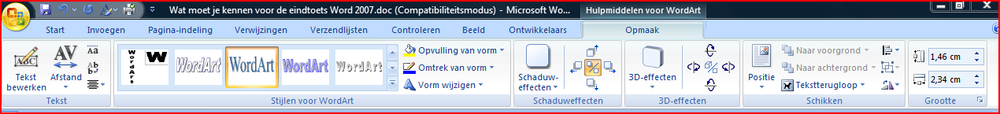 Wat moet je kennen voor de eindtoets Word 2007.doc (Compatibiliteitsmodus) - Microsoft Wo... Hulpmiddelen voor WordArt
Start Invoegen Pagina-indeling Verwijzingen Verzendlijsten Controleren Beeld Ontwikkelaars Opmaak
Tekst bewerken
AV Afstand
Aa
Ab
WordArt W WordArt WordArt WordArt WordArt
Opvulling van vorm
Omtrek van vorm
Vorm wijzigen
Schaduw-
effecten
3D-effecten
Positie
Naar voorgrond
Naar achtergrond
Tekstterugloop
1,46 cm
2,34 cm
Tekst Stijlen voor WordArt Schaduweffecten 3D-effecten Schikken Grootte